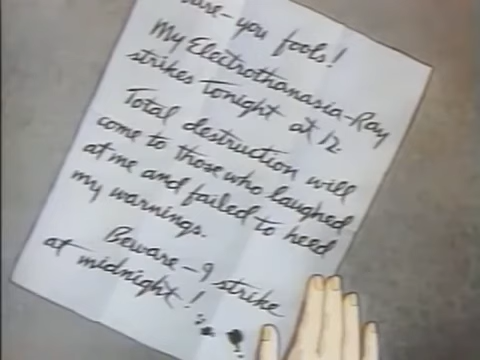 ware-you fools!
My Electrothanasia-Ray
strikes tonight at 12.
Total destruction will
come to those who laughed
at me and failed to heed
my warnings.
Beware-I strike
at midnight!